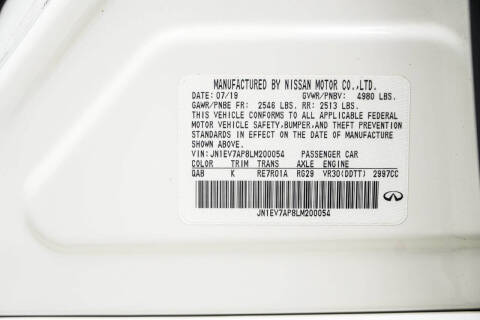 MANUFACTURED BY NISSAN MOTOR CO.,LTD.
DATE: 07/19 GVWR/PNBV: 4980 LBS.
GAWR/PNBE FR: 2546 LBS. RR: 2513 LBS.
THIS VEHICLE CONFORMS TO ALL APPLICABLE FEDERAL
MOTOR VEHICLE SAFETY,BUMPER,AND THEFT PREVENTION
STANDARDS IN EFFECT ON THE DATE OF MANUFACTURE
SHOWN ABOVE.
VIN: JN1EV7AP8LM200054 PASSENGER CAR
COLOR TRIM TRANS AXLE ENGINE
QAB K RE7R01A RG29 VR30(DDTT) 2997CC
JN1EV7AP8LM200054